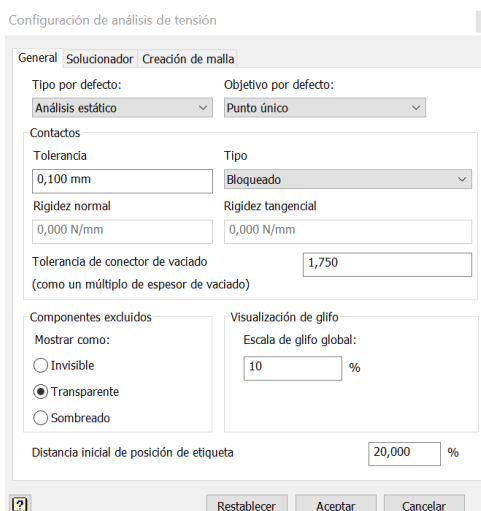 Configuración de análisis de tensión
General Solucionador Creación de malla
Tipo por defecto: Objetivo por defecto:
Análisis estático Punto único
Contactos
Tolerancia Tipo
0,100 mm Bloqueado
Rigidez normal Rigidez tangencial
0,000 N/mm 0,000 N/mm
Tolerancia de conector de vaciado 1,750
(como un múltiplo de espesor de vaciado)
Componentes excluidos Visualización de glifo
Mostrar como: Escala de glifo global:
Invisible 10 %
Transparente
Sombreado
Distancia inicial de posición de etiqueta 20,000 %
? Restablecer Aceptar Cancelar